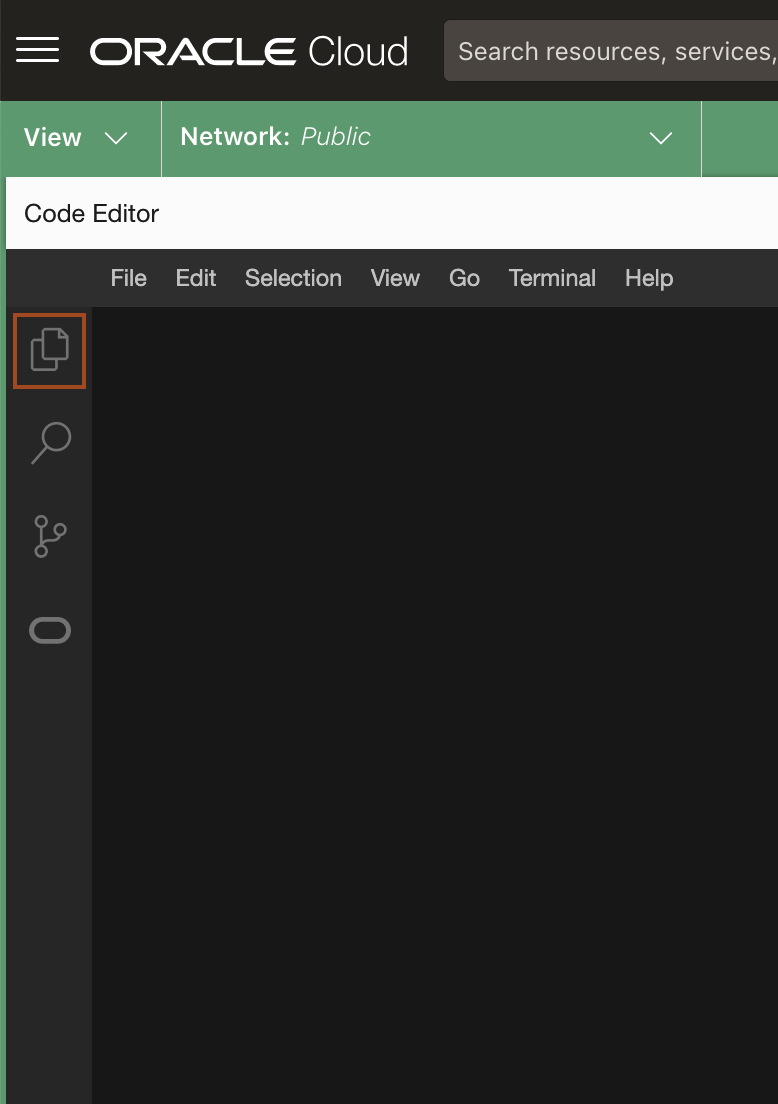 ORACLE Cloud Search resources, services,
View Network: Public
Code Editor
File Edit Selection View Go Terminal Help